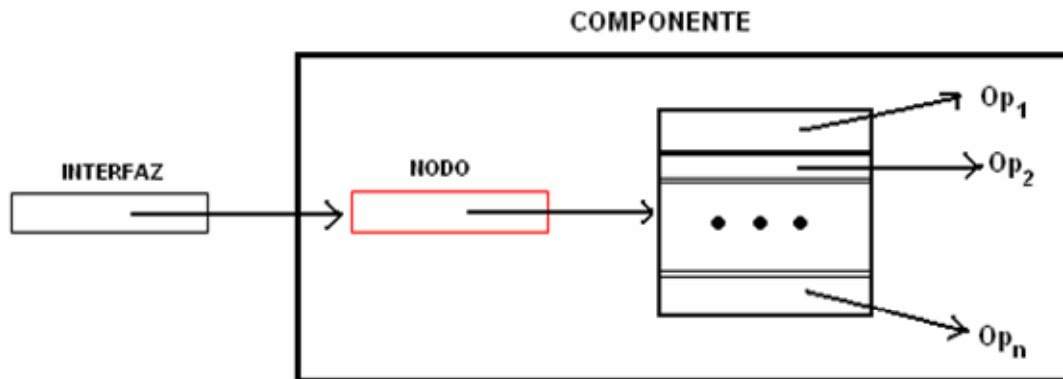 COMPONENTE
Op1
INTERFAZ
NODO
Op2
Opn